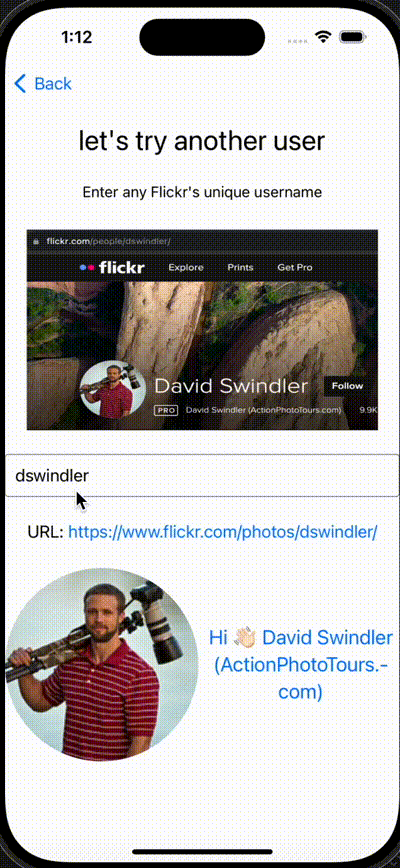 1:12
Back
let's try another user
Enter any Flickr's unique username
flickr.com/people/dswindler/
flickr Explore Prints Get Pro
David Swindler
Follow
PRO David Swindler (ActionPhotoTours.com) 9.9K
dswindler
URL: https://www.flickr.com/photos/dswindler/
Hi 👋🏻 David Swindler
(ActionPhotoTours.-
com)